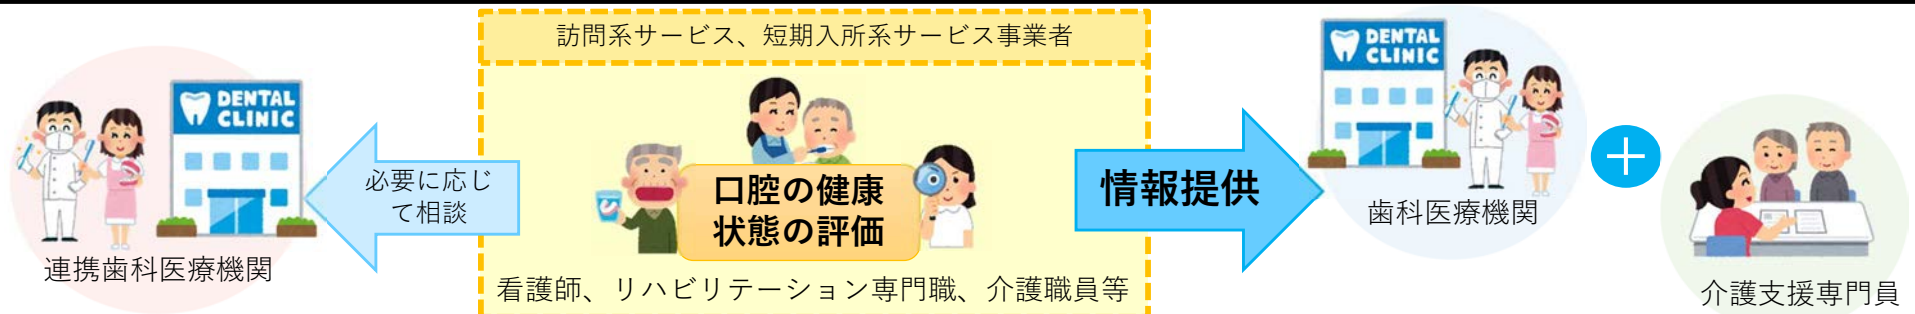 訪問系サービス、短期入所系サービス事業者
DENTAL
CLINIC
DENTAL
CLINIC
必要に応じ
て相談
口腔の健康
状態の評価
情報提供
連携歯科医療機関
看護師、リハビリテーション専門職、介護職員等
歯科医療機関
＋
介護支援専門員